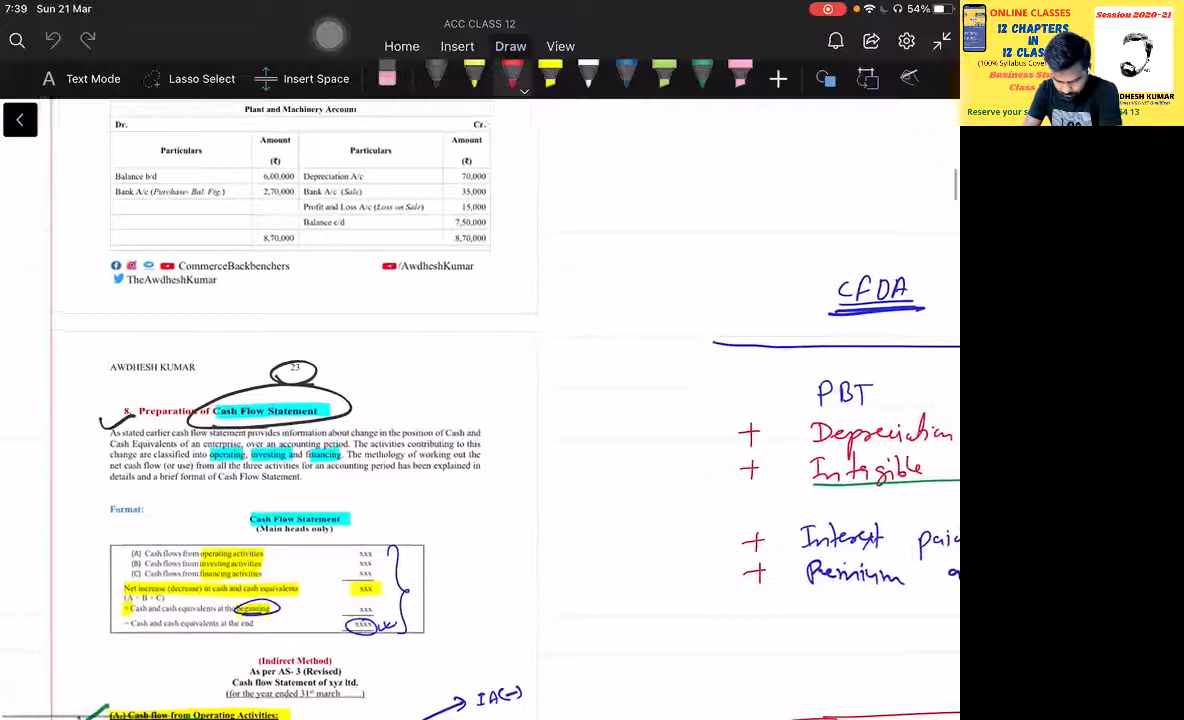 7:39 Sun 21 Mar
54%
ACC CLASS 12
Home Insert Draw View
Text Mode Lasso Select Insert Space
ONLINE CLASSES
12 CHAPTERS
IN
12 CLASS
(100% Syllabus Cover
Business Stu
Class
Reserve your s
54 13
Session 2020-21
DHESH KUMAR
Plant and Machinery Account
Dr. Cr.
Particulars Amount (₹) Particulars Amount (₹)
Balance b/d 6,00,000 Depreciation A/c 70,000
Bank A/c (Purchase- Bal. Fig.) 2,70,000 Bank A/c (Sale) 35,000
Profit and Loss A/c (Loss on Sale) 15,000
Balance c/d 7,50,000
8,70,000 8,70,000
CommerceBackbenchers /AwdheshKumar
TheAwdheshKumar
AWDHESH KUMAR 23
8. Preparation of Cash Flow Statement
As stated earlier cash flow statement provides information about change in the position of Cash and
Cash Equivalents of an enterprise, over an accounting period. The activities contributing to this
change are classified into operating, investing and financing. The methology of working out the
net cash flow (or use) from all the three activities for an accounting period has been explained in
details and a brief format of Cash Flow Statement.
Format:
Cash Flow Statement
(Main heads only)
(A) Cash flows from operating activities xxx
(B) Cash flows from investing activities xxx
(C) Cash flows from financing activities xxx
Net increase (decrease) in cash and cash equivalents xxx
(A + B + C)
+ Cash and cash equivalents at the beginning xxx
= Cash and cash equivalents at the end xxxx
(Indirect Method)
As per AS- 3 (Revised)
Cash Flow Statement of xyz ltd.
(for the year ended 31st march ......)
(A.) Cash flow from Operating Activities:
IA(-)
CFOA
PBT
+ Depreciation
+ Intagible
+ Interest paid
+ Premium o